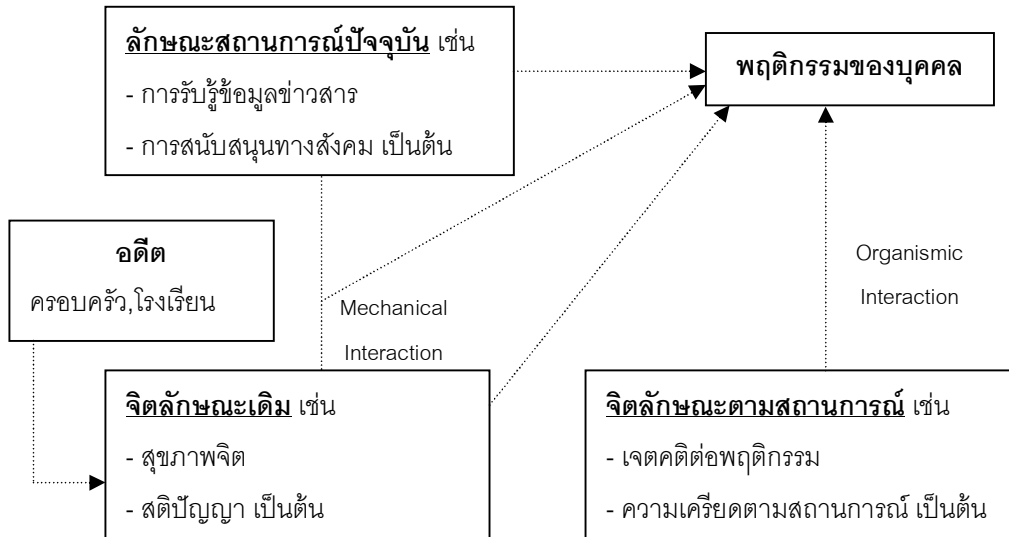 ลักษณะสถานการณ์ปัจจุบัน เช่น
- การรับรู้ข้อมูลข่าวสาร
- การสนับสนุนทางสังคม เป็นต้น
พฤติกรรมของบุคคล
อดีต
ครอบครัว,โรงเรียน
Mechanical
Interaction
Organismic
Interaction
จิตลักษณะเดิม เช่น
- สุขภาพจิต
- สติปัญญา เป็นต้น
จิตลักษณะตามสถานการณ์ เช่น
- เจตคติต่อพฤติกรรม
- ความเครียดตามสถานการณ์ เป็นต้น